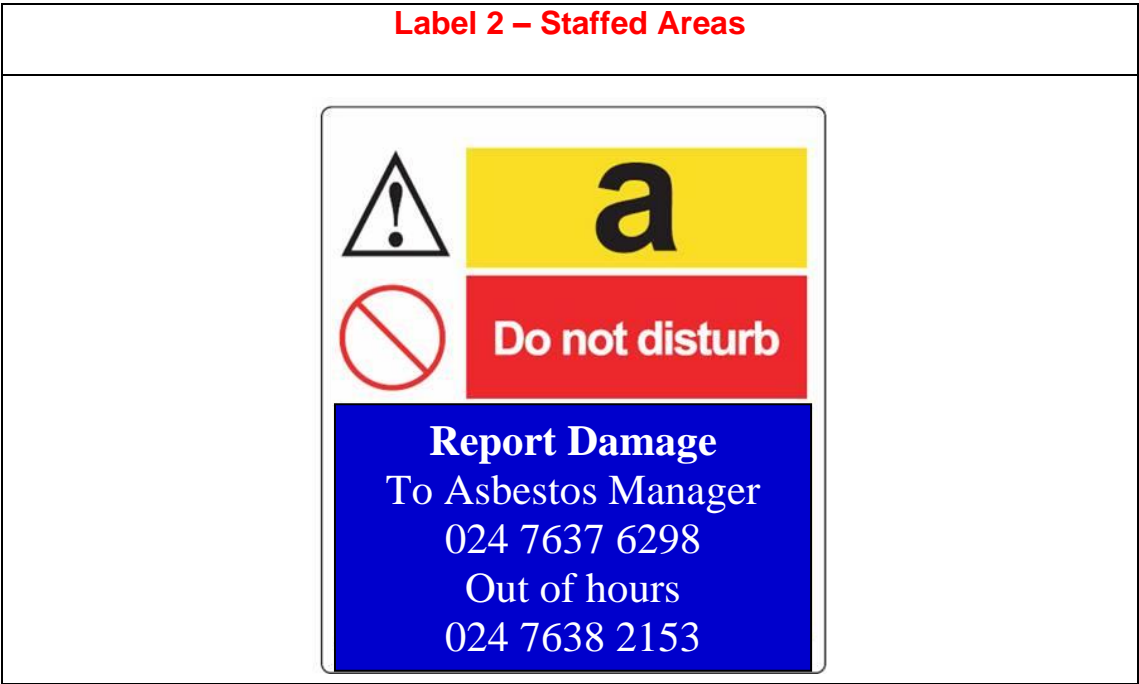 Label 2 – Staffed Areas
a
Do not disturb
Report Damage
To Asbestos Manager
024 7637 6298
Out of hours
024 7638 2153